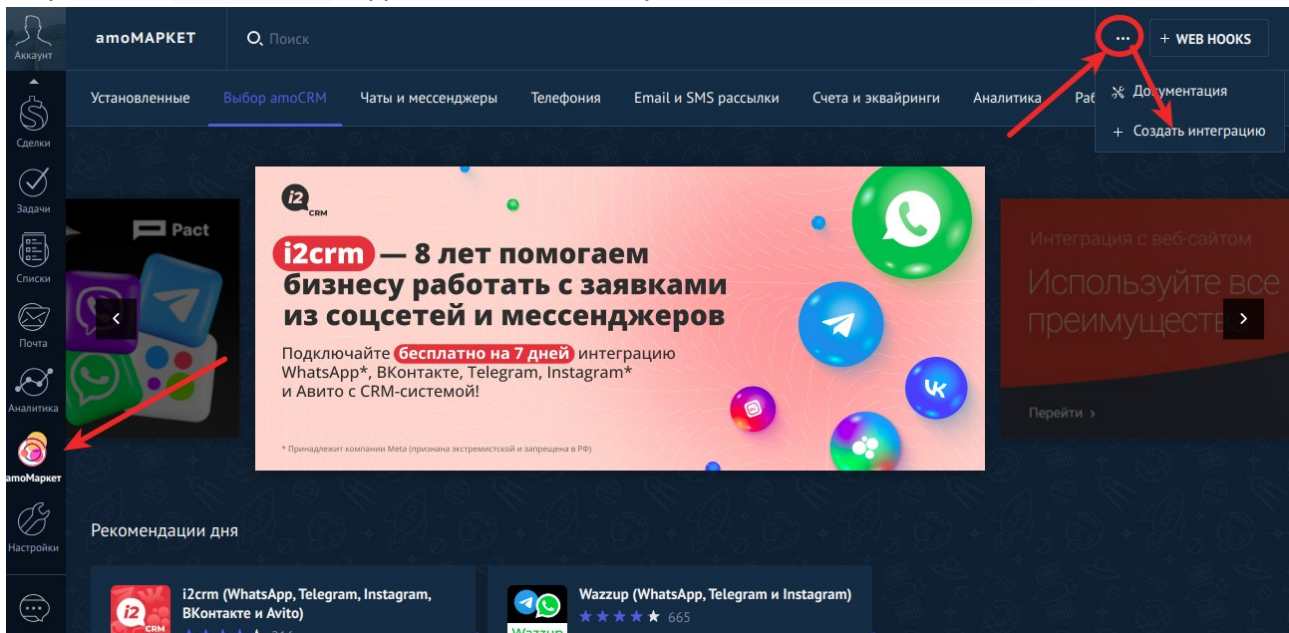 Аккаунт
amoМАРКЕТ
Поиск
+ WEB HOOKS
Документация
+ Создать интеграцию
Установленные Выбор amoCRM Чаты и мессенджеры Телефония Email и SMS рассылки Счета и эквайринги Аналитика
Сделки
Задачи
Списки
Почта
Аналитика
amoМаркет
Настройки
Pact
i2
CRM
i2crm — 8 лет помогаем
бизнесу работать с заявками
из соцсетей и мессенджеров
Подключайте бесплатно на 7 дней интеграцию
WhatsApp*, ВКонтакте, Telegram, Instagram*
и Авито с CRM-системой!
* Принадлежит компании Meta (признана экстремистской и запрещена в РФ)
Интеграция с веб-сайтом
Используйте все
Перейти >
Рекомендации дня
i2
CRM
i2crm (WhatsApp, Telegram, Instagram,
ВКонтакте и Avito)
Wazzup
Wazzup (WhatsApp, Telegram и Instagram)
665